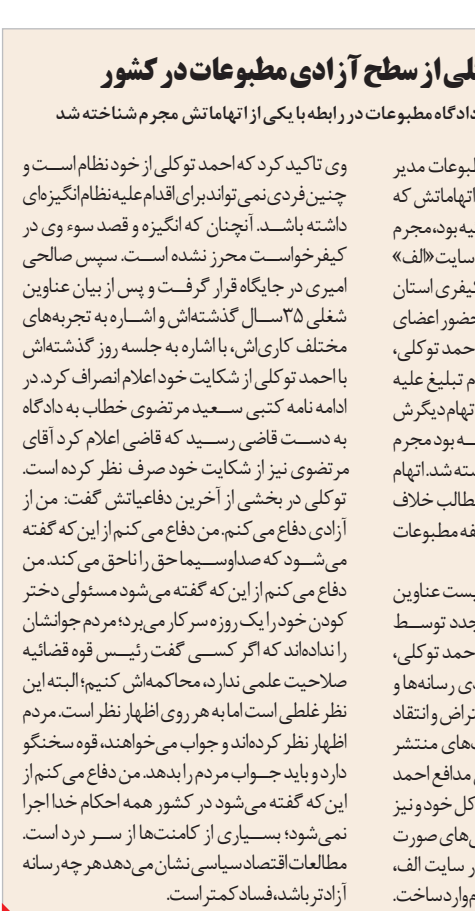 لی از سطح آزادی مطبوعات در کشور
دادگاه مطبوعات در رابطه با یکی از اتهاماتش مجرم شناخته شد
طبوعات مدیر
اتهاماتش که
یه بود، مجرم
سایت «الف»
کیفری استان
حضور اعضای
حمد توکلی،
م تبلیغ علیه
تهام دیگرش
ـه بود مجرم
سته شد. اتهام
طالب خلاف
فه مطبوعات
یست عناوین
جدد توسط
حمد توکلی،
دی رسانه‌ها و
تراض و انتقاد
ت‌های منتشر
ی مدافع احمد
کل خود و نیز
ی‌های صورت
ر سایت الف،
م وارد ساخت.
وی تاکید کرد که احمد توکلی از خود نظام است و
چنین فردی نمی تواند برای اقدام علیه نظام انگیزه‌ای
داشته باشد. آنچنان که انگیزه و قصد سوء وی در
کیفرخواست محرز نشده است. سپس صالحی
امیری در جایگاه قرار گرفت و پس از بیان عناوین
شغلی ۳۵سال گذشته‌اش و اشاره به تجربه‌های
مختلف کاری‌اش، با اشاره به جلسه روز گذشته‌اش
با احمد توکلی از شکایت خود اعلام انصراف کرد. در
ادامه نامه کتبی سعید مرتضوی خطاب به دادگاه
به دست قاضی رسید که قاضی اعلام کرد آقای
مرتضوی نیز از شکایت خود صرف نظر کرده است.
توکلی در بخشی از آخرین دفاعیاتش گفت: من از
آزادی دفاع می کنم. من دفاع می کنم از این که گفته
می‌شود که صداوسیما حق را ناحق می کند. من
دفاع می کنم از این که گفته می شود مسئولی دختر
کودن خود را یک روزه سر کار می برد؛ مردم جوانشان
را نداده‌اند که اگر کسی گفت رئیس قوه قضائیه
صلاحیت علمی ندارد، محاکمه‌اش کنیم؛ البته این
نظر غلطی است اما به هر روی اظهار نظر است. مردم
اظهار نظر کرده‌اند و جواب می خواهند، قوه سخنگو
دارد و باید جواب مردم را بدهد. من دفاع می کنم از
این که گفته می شود در کشور همه احکام خدا اجرا
نمی شود؛ بسیاری از کامنت‌ها از سر درد است.
مطالعات اقتصاد سیاسی نشان می دهد هر چه رسانه
آزادتر باشد، فساد کمتر است.